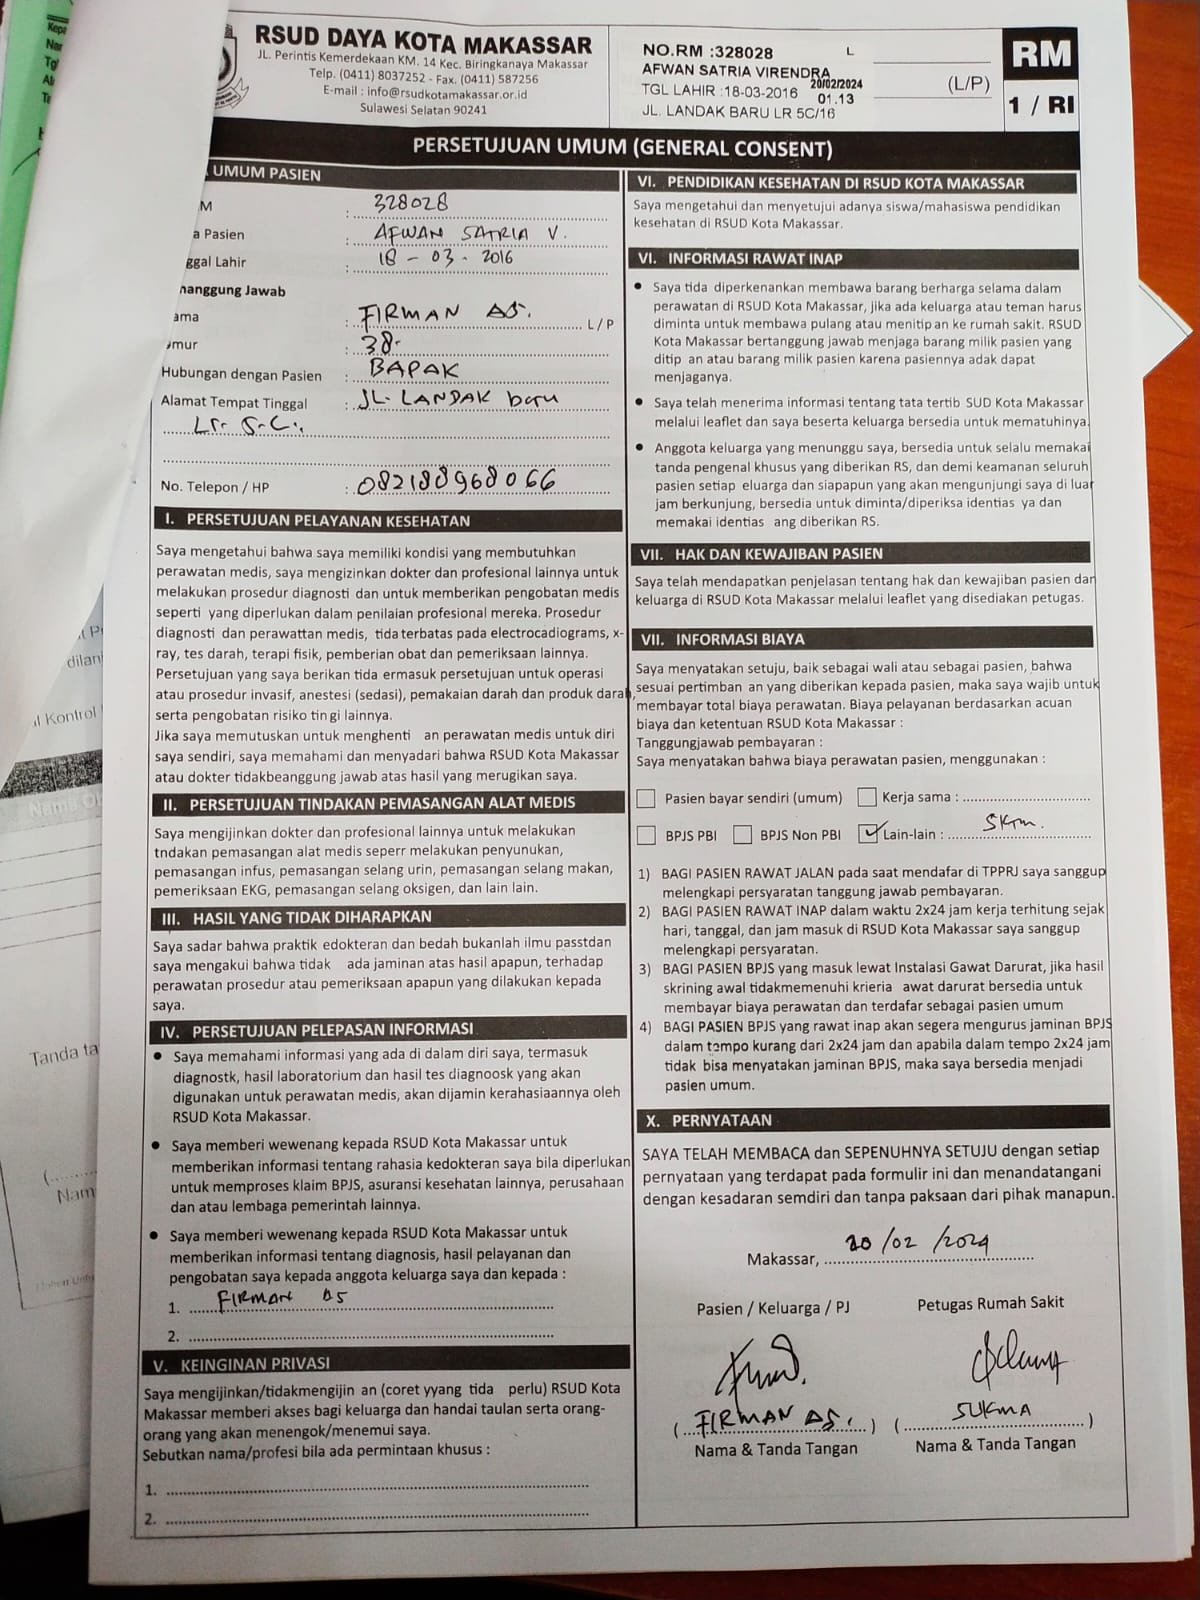 RSUD DAYA KOTA MAKASSAR
JL. Perintis Kemerdekaan KM. 14 Kec. Biringkanaya Makassar
Telp. (0411) 8037252 - Fax. (0411) 587256
E-mail : info@rsudkotamakassar.or.id
Sulawesi Selatan 90241
NO.RM :328028 L
AFWAN SATRIA VIRENDRA
TGL LAHIR :18-03-2016 20/02/2024
01.13
JL. LANDAK BARU LR 5C/16
(L/P)
RM
1 / RI
PERSETUJUAN UMUM (GENERAL CONSENT)
UMUM PASIEN
M : 328028
a Pasien : AFWAN SATRIA V.
ggal Lahir : 18 - 03 - 2016
nanggung Jawab
ama : FIRMAN AS. L/P
mur : 38.
Hubungan dengan Pasien : BAPAK
Alamat Tempat Tinggal : JL. LANDAK baru
Lr. 5.C.
No. Telepon / HP : 082188968066
I. PERSETUJUAN PELAYANAN KESEHATAN
Saya mengetahui bahwa saya memiliki kondisi yang membutuhkan
perawatan medis, saya mengizinkan dokter dan profesional lainnya untuk
melakukan prosedur diagnosti dan untuk memberikan pengobatan medis
seperti yang diperlukan dalam penilaian profesional mereka. Prosedur
diagnosti dan perawattan medis, tida terbatas pada electrocadiograms, x-
ray, tes darah, terapi fisik, pemberian obat dan pemeriksaan lainnya.
Persetujuan yang saya berikan tida ermasuk persetujuan untuk operasi
atau prosedur invasif, anestesi (sedasi), pemakaian darah dan produk darah,
serta pengobatan risiko tingi lainnya.
Jika saya memutuskan untuk menghenti an perawatan medis untuk diri
saya sendiri, saya memahami dan menyadari bahwa RSUD Kota Makassar
atau dokter tidakbeanggung jawab atas hasil yang merugikan saya.
II. PERSETUJUAN TINDAKAN PEMASANGAN ALAT MEDIS
Saya mengijinkan dokter dan profesional lainnya untuk melakukan
tndakan pemasangan alat medis seperr melakukan penyunukan,
pemasangan infus, pemasangan selang urin, pemasangan selang makan,
pemeriksaan EKG, pemasangan selang oksigen, dan lain lain.
III. HASIL YANG TIDAK DIHARAPKAN
Saya sadar bahwa praktik edokteran dan bedah bukanlah ilmu passtdan
saya mengakui bahwa tidak ada jaminan atas hasil apapun, terhadap
perawatan prosedur atau pemeriksaan apapun yang dilakukan kepada
saya.
IV. PERSETUJUAN PELEPASAN INFORMASI
• Saya memahami informasi yang ada di dalam diri saya, termasuk
diagnostk, hasil laboratorium dan hasil tes diagnoosk yang akan
digunakan untuk perawatan medis, akan dijamin kerahasiaannya oleh
RSUD Kota Makassar.
• Saya memberi wewenang kepada RSUD Kota Makassar untuk
memberikan informasi tentang rahasia kedokteran saya bila diperlukan
untuk memproses klaim BPJS, asuransi kesehatan lainnya, perusahaan
dan atau lembaga pemerintah lainnya.
• Saya memberi wewenang kepada RSUD Kota Makassar untuk
memberikan informasi tentang diagnosis, hasil pelayanan dan
pengobatan saya kepada anggota keluarga saya dan kepada :
1. FIRMAN AS
2.
V. KEINGINAN PRIVASI
Saya mengijinkan/tidakmengijin an (coret yyang tida perlu) RSUD Kota
Makassar memberi akses bagi keluarga dan handai taulan serta orang-
orang yang akan menengok/menemui saya.
Sebutkan nama/profesi bila ada permintaan khusus :
1.
2.
VI. PENDIDIKAN KESEHATAN DI RSUD KOTA MAKASSAR
Saya mengetahui dan menyetujui adanya siswa/mahasiswa pendidikan
kesehatan di RSUD Kota Makassar.
VI. INFORMASI RAWAT INAP
• Saya tida diperkenankan membawa barang berharga selama dalam
perawatan di RSUD Kota Makassar, jika ada keluarga atau teman harus
diminta untuk membawa pulang atau menitip an ke rumah sakit. RSUD
Kota Makassar bertanggung jawab menjaga barang milik pasien yang
ditip an atau barang milik pasien karena pasiennya adak dapat
menjaganya.
• Saya telah menerima informasi tentang tata tertib SUD Kota Makassar
melalui leaflet dan saya beserta keluarga bersedia untuk mematuhinya.
• Anggota keluarga yang menunggu saya, bersedia untuk selalu memakai
tanda pengenal khusus yang diberikan RS, dan demi keamanan seluruh
pasien setiap eluarga dan siapapun yang akan mengunjungi saya di luar
jam berkunjung, bersedia untuk diminta/diperiksa identias ya dan
memakai identias ang diberikan RS.
VII. HAK DAN KEWAJIBAN PASIEN
Saya telah mendapatkan penjelasan tentang hak dan kewajiban pasien dan
keluarga di RSUD Kota Makassar melalui leaflet yang disediakan petugas.
VII. INFORMASI BIAYA
Saya menyatakan setuju, baik sebagai wali atau sebagai pasien, bahwa
sesuai pertimban an yang diberikan kepada pasien, maka saya wajib untuk
membayar total biaya perawatan. Biaya pelayanan berdasarkan acuan
biaya dan ketentuan RSUD Kota Makassar :
Tanggungjawab pembayaran :
Saya menyatakan bahwa biaya perawatan pasien, menggunakan :
Pasien bayar sendiri (umum) Kerja sama :
BPJS PBI BPJS Non PBI ✓ Lain-lain : SKTM.
1) BAGI PASIEN RAWAT JALAN pada saat mendafar di TPPRJ saya sanggup
melengkapi persyaratan tanggung jawab pembayaran.
2) BAGI PASIEN RAWAT INAP dalam waktu 2x24 jam kerja terhitung sejak
hari, tanggal, dan jam masuk di RSUD Kota Makassar saya sanggup
melengkapi persyaratan.
3) BAGI PASIEN BPJS yang masuk lewat Instalasi Gawat Darurat, jika hasil
skrining awal tidakmemenuhi krieria awat darurat bersedia untuk
membayar biaya perawatan dan terdafar sebagai pasien umum
4) BAGI PASIEN BPJS yang rawat inap akan segera mengurus jaminan BPJS
dalam tempo kurang dari 2x24 jam dan apabila dalam tempo 2x24 jam
tidak bisa menyatakan jaminan BPJS, maka saya bersedia menjadi
pasien umum.
X. PERNYATAAN
SAYA TELAH MEMBACA dan SEPENUHNYA SETUJU dengan setiap
pernyataan yang terdapat pada formulir ini dan menandatangani
dengan kesadaran semdiri dan tanpa paksaan dari pihak manapun.
Makassar, 20/02/2024
Pasien / Keluarga / PJ Petugas Rumah Sakit
(FIRMAN AS.) (SUKMA)
Nama & Tanda Tangan Nama & Tanda Tangan
Kepa
dilanj
Kontrol
Tanda ta
Nam